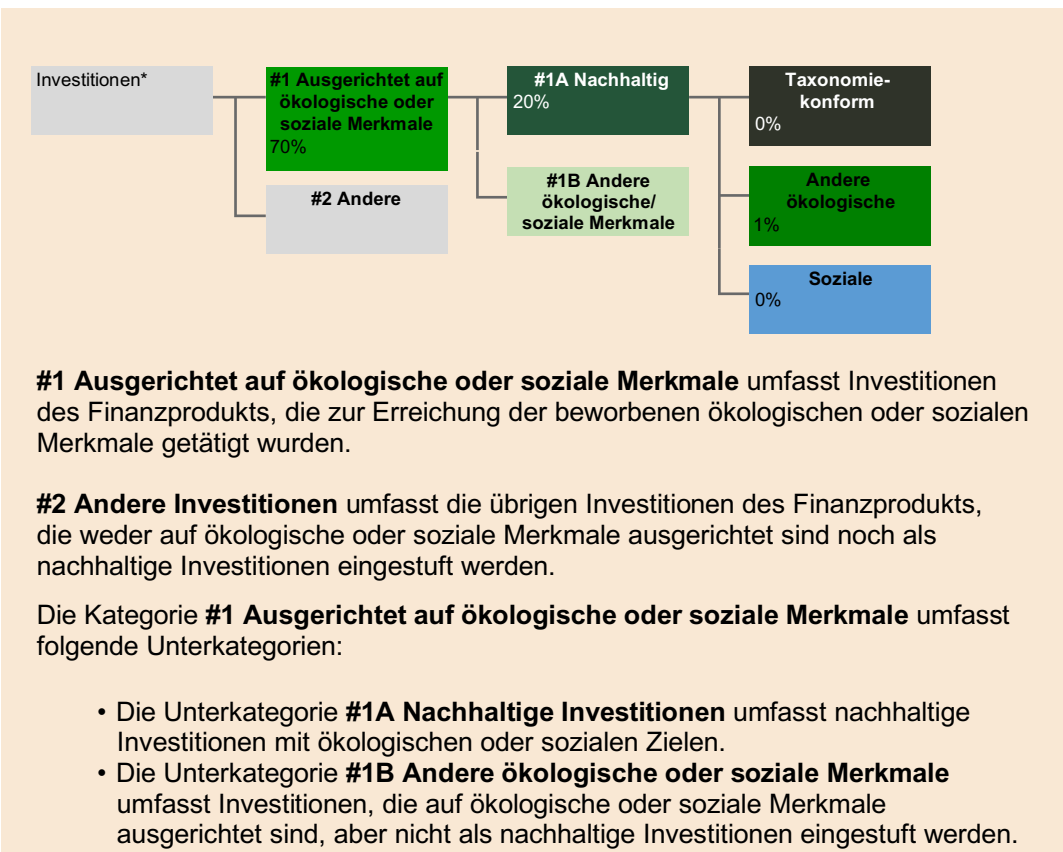 Investitionen*
#1 Ausgerichtet auf
ökologische oder
soziale Merkmale
70%
#2 Andere
#1A Nachhaltig
20%
#1B Andere
ökologische/
soziale Merkmale
Taxonomie-
konform
0%
Andere
ökologische
1%
Soziale
0%
#1 Ausgerichtet auf ökologische oder soziale Merkmale umfasst Investitionen
des Finanzprodukts, die zur Erreichung der beworbenen ökologischen oder sozialen
Merkmale getätigt wurden.
#2 Andere Investitionen umfasst die übrigen Investitionen des Finanzprodukts,
die weder auf ökologische oder soziale Merkmale ausgerichtet sind noch als
nachhaltige Investitionen eingestuft werden.
Die Kategorie #1 Ausgerichtet auf ökologische oder soziale Merkmale umfasst
folgende Unterkategorien:
• Die Unterkategorie #1A Nachhaltige Investitionen umfasst nachhaltige
Investitionen mit ökologischen oder sozialen Zielen.
• Die Unterkategorie #1B Andere ökologische oder soziale Merkmale
umfasst Investitionen, die auf ökologische oder soziale Merkmale
ausgerichtet sind, aber nicht als nachhaltige Investitionen eingestuft werden.